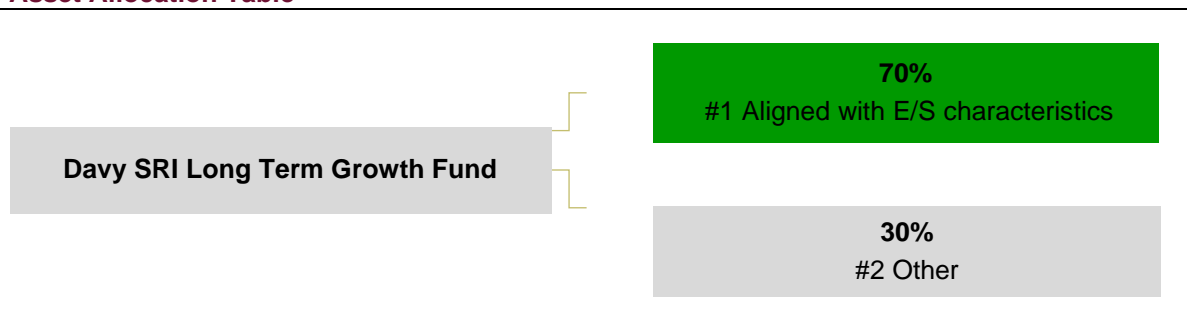 Asset Allocation Table
70%
#1 Aligned with E/S characteristics
Davy SRI Long Term Growth Fund
30%
#2 Other